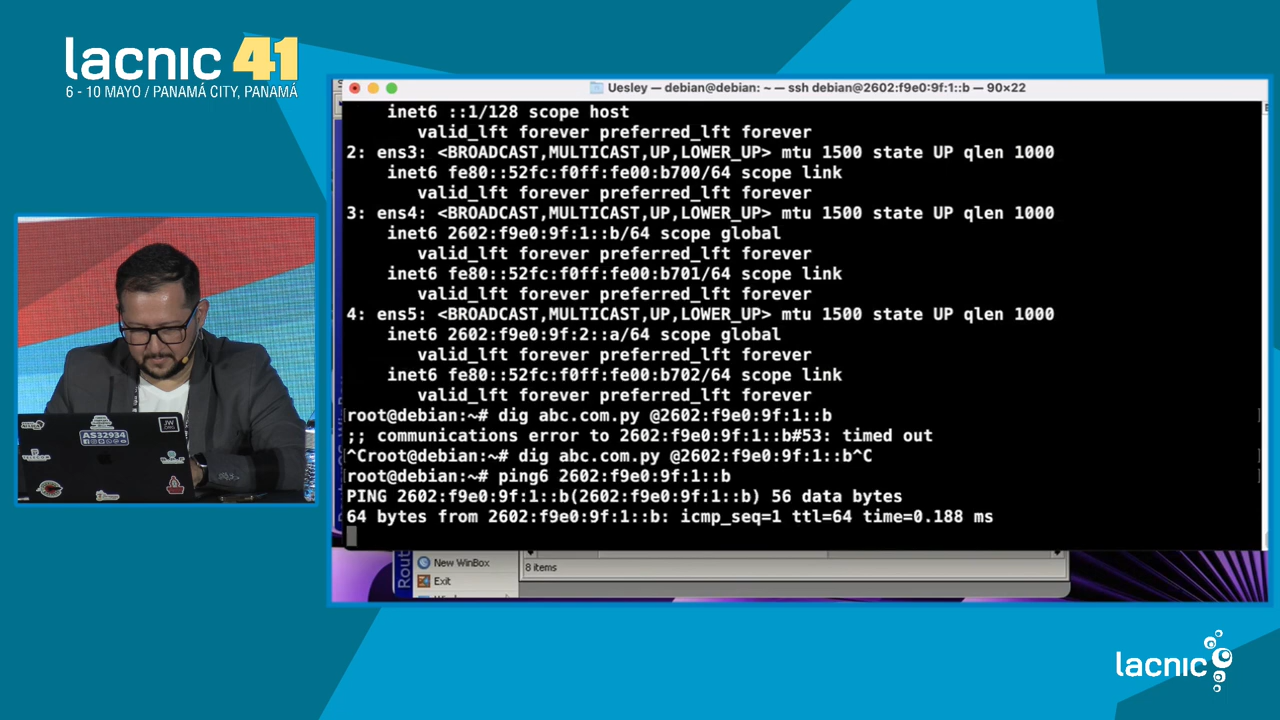 lacnic 41
6 - 10 MAYO / PANAMÁ CITY, PANAMÁ
Uesley — debian@debian: ~ — ssh debian@2602:f9e0:9f:1::b — 90×22
inet6 ::1/128 scope host
valid_lft forever preferred_lft forever
2: ens3: <BROADCAST,MULTICAST,UP,LOWER_UP> mtu 1500 state UP qlen 1000
inet6 fe80::52fc:f0ff:fe00:b700/64 scope link
valid_lft forever preferred_lft forever
3: ens4: <BROADCAST,MULTICAST,UP,LOWER_UP> mtu 1500 state UP qlen 1000
inet6 2602:f9e0:9f:1::b/64 scope global
valid_lft forever preferred_lft forever
inet6 fe80::52fc:f0ff:fe00:b701/64 scope link
valid_lft forever preferred_lft forever
4: ens5: <BROADCAST,MULTICAST,UP,LOWER_UP> mtu 1500 state UP qlen 1000
inet6 2602:f9e0:9f:2::a/64 scope global
valid_lft forever preferred_lft forever
inet6 fe80::52fc:f0ff:fe00:b702/64 scope link
valid_lft forever preferred_lft forever
root@debian:~# dig abc.com.py @2602:f9e0:9f:1::b
;; communications error to 2602:f9e0:9f:1::b#53: timed out
^Croot@debian:~# dig abc.com.py @2602:f9e0:9f:1::b^C
root@debian:~# ping6 2602:f9e0:9f:1::b
PING 2602:f9e0:9f:1::b(2602:f9e0:9f:1::b) 56 data bytes
64 bytes from 2602:f9e0:9f:1::b: icmp_seq=1 ttl=64 time=0.188 ms
New WinBox
Exit
8 items
AS32934
lacnic